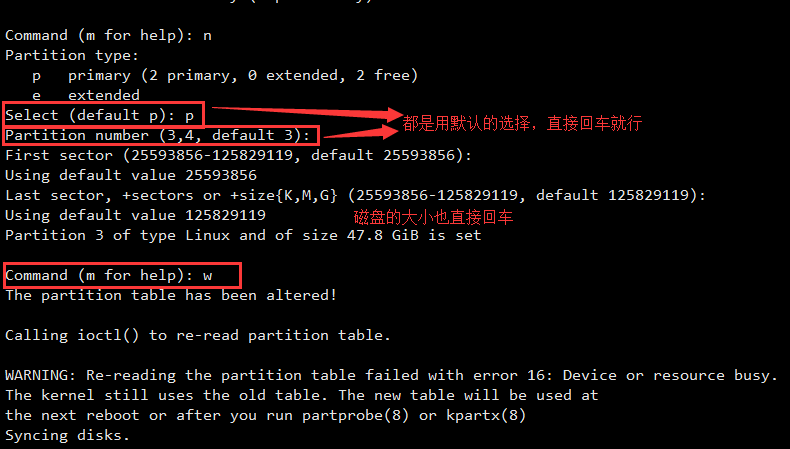 Command (m for help): n
Partition type:
   p   primary (2 primary, 0 extended, 2 free)
   e   extended
Select (default p): p
都是用默认的选择，直接回车就行
Partition number (3,4, default 3):
First sector (25593856-125829119, default 25593856):
Using default value 25593856
Last sector, +sectors or +size{K,M,G} (25593856-125829119, default 125829119):
Using default value 125829119
磁盘的大小也直接回车
Partition 3 of type Linux and of size 47.8 GiB is set
Command (m for help): w
The partition table has been altered!
Calling ioctl() to re-read partition table.
WARNING: Re-reading the partition table failed with error 16: Device or resource busy.
The kernel still uses the old table. The new table will be used at
the next reboot or after you run partprobe(8) or kpartx(8)
Syncing disks.